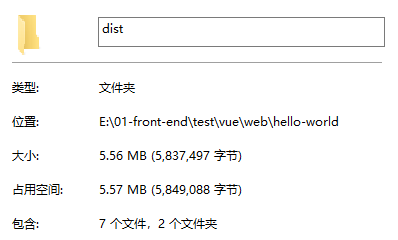 dist
类型: 文件夹
位置: E:\01-front-end\test\vue\web\hello-world
大小: 5.56 MB (5,837,497 字节)
占用空间: 5.57 MB (5,849,088 字节)
包含: 7 个文件，2 个文件夹